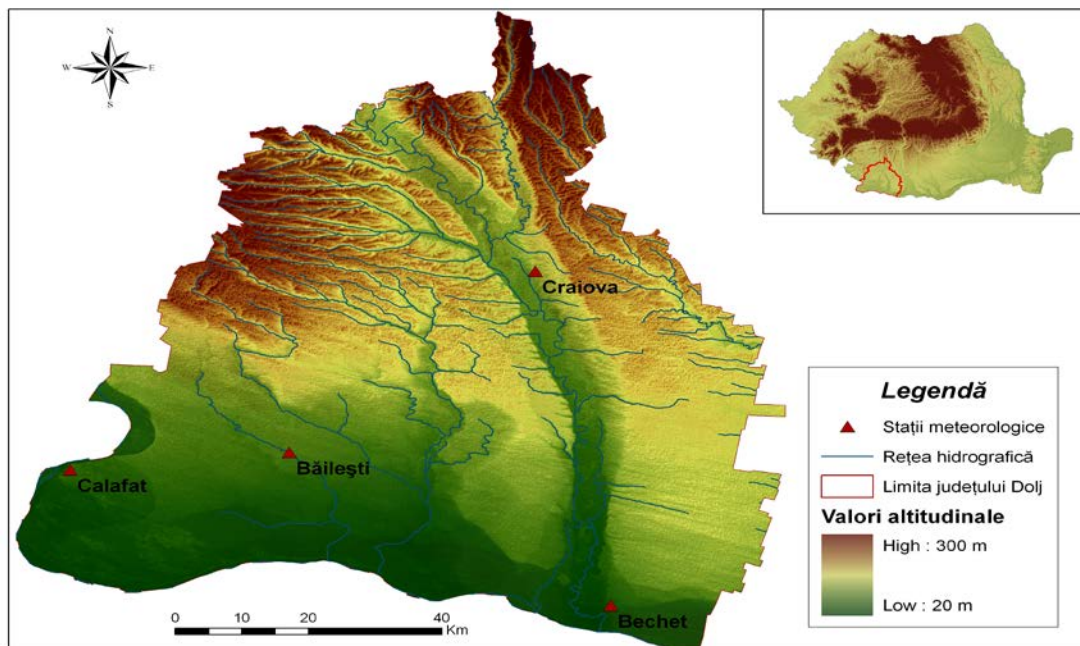 N
W E
S
Craiova
Băileşti
Calafat
Bechet
0 10 20 40
Km
Legendă
Stații meteorologice
Rețea hidrografică
Limita județului Dolj
Valori altitudinale
High : 300 m
Low : 20 m